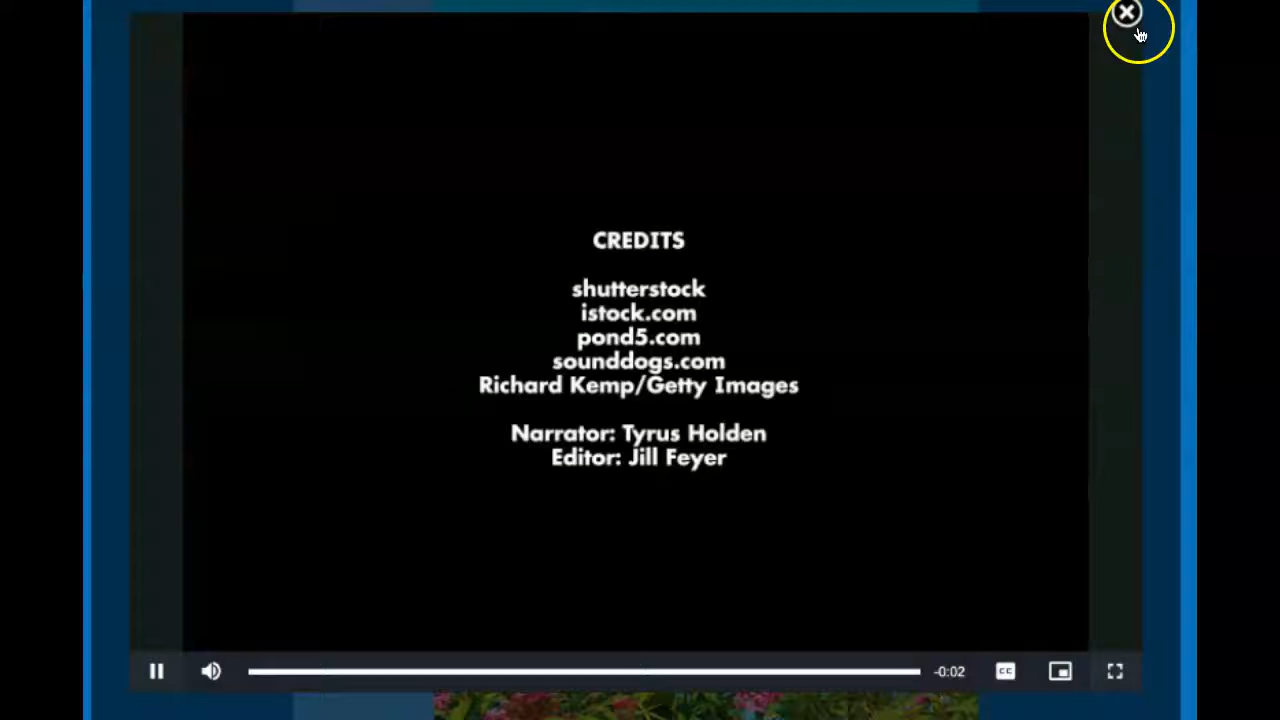 CREDITS
shutterstock
istock.com
pond5.com
sounddogs.com
Richard Kemp/Getty Images
Narrator: Tyrus Holden
Editor: Jill Feyer
-0:02
CC